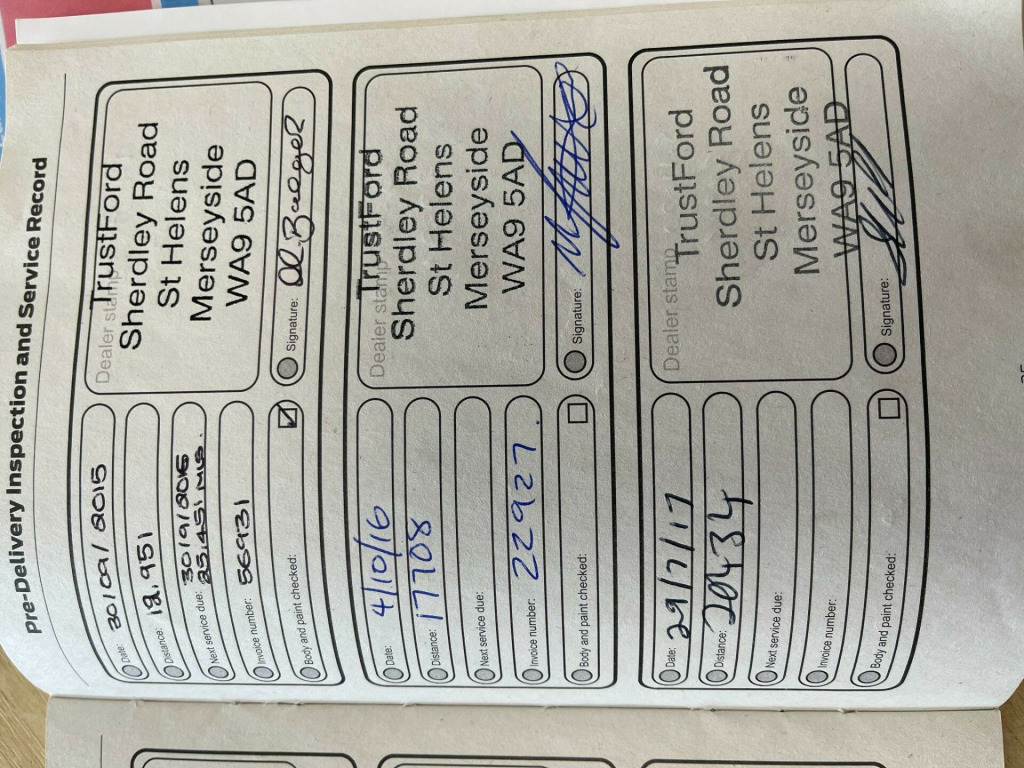 Pre-Delivery Inspection and Service Record
Date: 30/09/2015
Distance: 12,951
Next service due: 30/9/2016
25,451 MLS.
Invoice number: 56931
Body and paint checked:
Dealer stamp
TrustFord
Sherdley Road
St Helens
Merseyside
WA9 5AD
Signature:
Date: 4/10/16
Distance: 17708
Next service due:
Invoice number: 22927.
Body and paint checked:
Dealer stamp
TrustFord
Sherdley Road
St Helens
Merseyside
WA9 5AD
Signature:
Date: 29/7/17
Distance: 20434
Next service due:
Invoice number:
Body and paint checked:
Dealer stamp
TrustFord
Sherdley Road
St Helens
Merseyside
WA9 5AD
Signature: